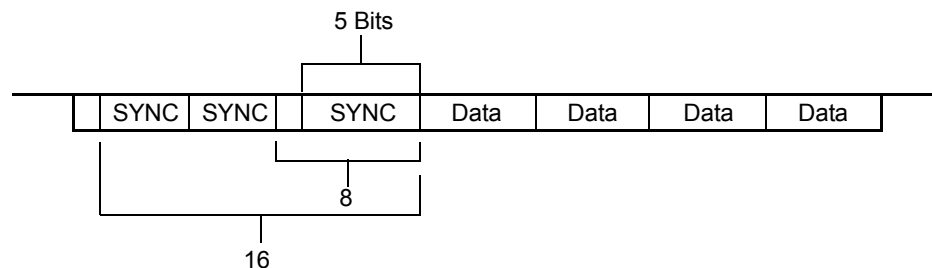 5 Bits
SYNC SYNC SYNC Data Data Data Data
8
16